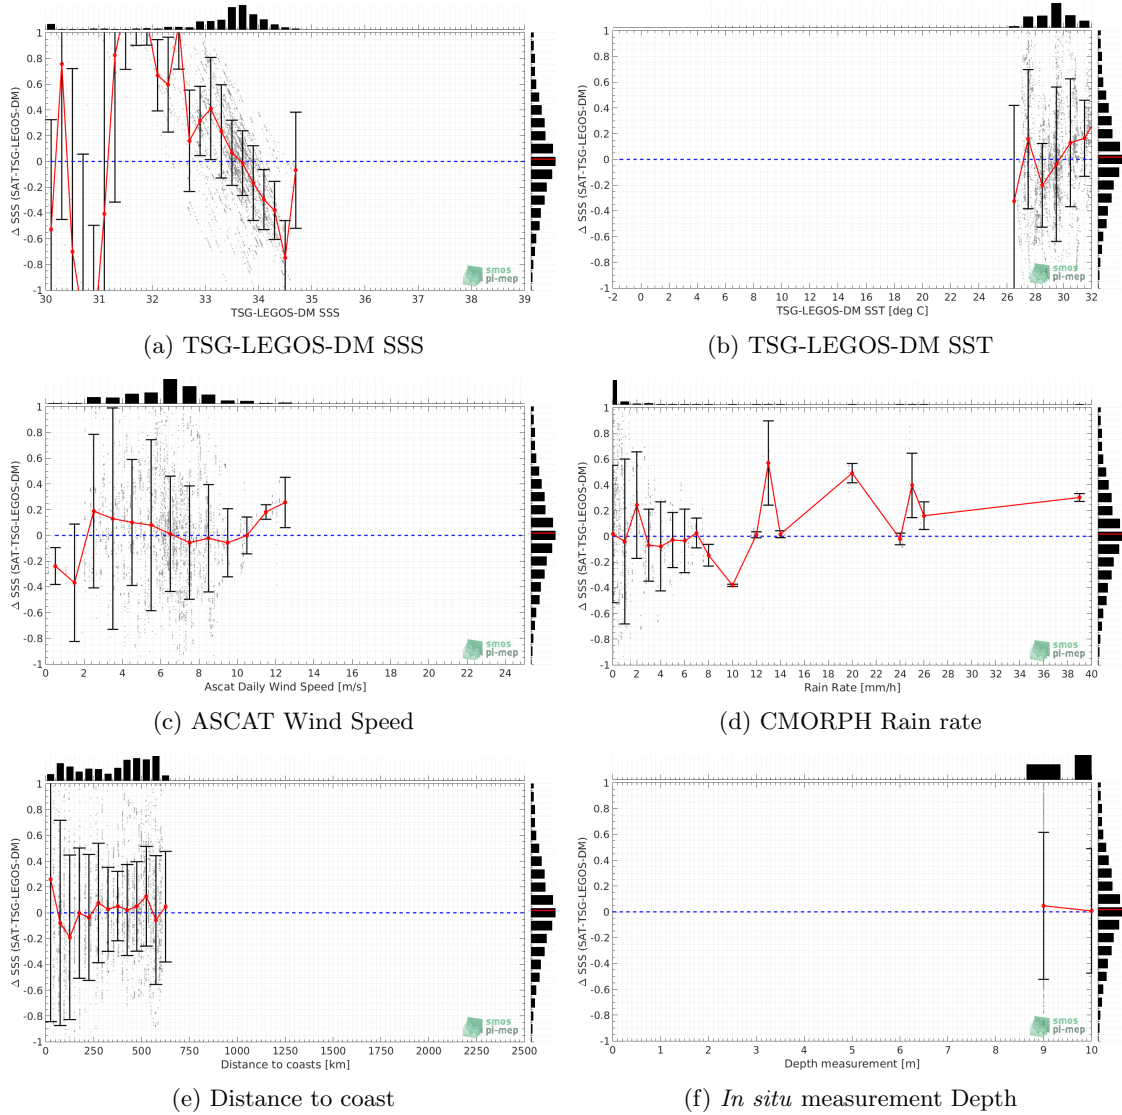 Δ SSS (SAT-TSG-LEGOS-DM)
1
0.8
0.6
0.4
0.2
0
-0.2
-0.4
-0.6
-0.8
-1
30 31 32 33 34 35 36 37 38 39
TSG-LEGOS-DM SSS
smos
pi-mep
(a) TSG-LEGOS-DM SSS
Δ SSS (SAT-TSG-LEGOS-DM)
1
0.8
0.6
0.4
0.2
0
-0.2
-0.4
-0.6
-0.8
-1
-2 0 2 4 6 8 10 12 14 16 18 20 22 24 26 28 30 32
TSG-LEGOS-DM SST [deg C]
smos
pi-mep
(b) TSG-LEGOS-DM SST
Δ SSS (SAT-TSG-LEGOS-DM)
1
0.8
0.6
0.4
0.2
0
-0.2
-0.4
-0.6
-0.8
-1
0 2 4 6 8 10 12 14 16 18 20 22 24
Ascat Daily Wind Speed [m/s]
smos
pi-mep
(c) ASCAT Wind Speed
Δ SSS (SAT-TSG-LEGOS-DM)
1
0.8
0.6
0.4
0.2
0
-0.2
-0.4
-0.6
-0.8
-1
0 2 4 6 8 10 12 14 16 18 20 22 24 26 28 30 32 34 36 38 40
Rain Rate [mm/h]
smos
pi-mep
(d) CMORPH Rain rate
Δ SSS (SAT-TSG-LEGOS-DM)
1
0.8
0.6
0.4
0.2
0
-0.2
-0.4
-0.6
-0.8
-1
0 250 500 750 1000 1250 1500 1750 2000 2250 2500
Distance to coasts [km]
smos
pi-mep
(e) Distance to coast
Δ SSS (SAT-TSG-LEGOS-DM)
1
0.8
0.6
0.4
0.2
0
-0.2
-0.4
-0.6
-0.8
-1
0 1 2 3 4 5 6 7 8 9 10
Depth measurement [m]
smos
pi-mep
(f) In situ measurement Depth